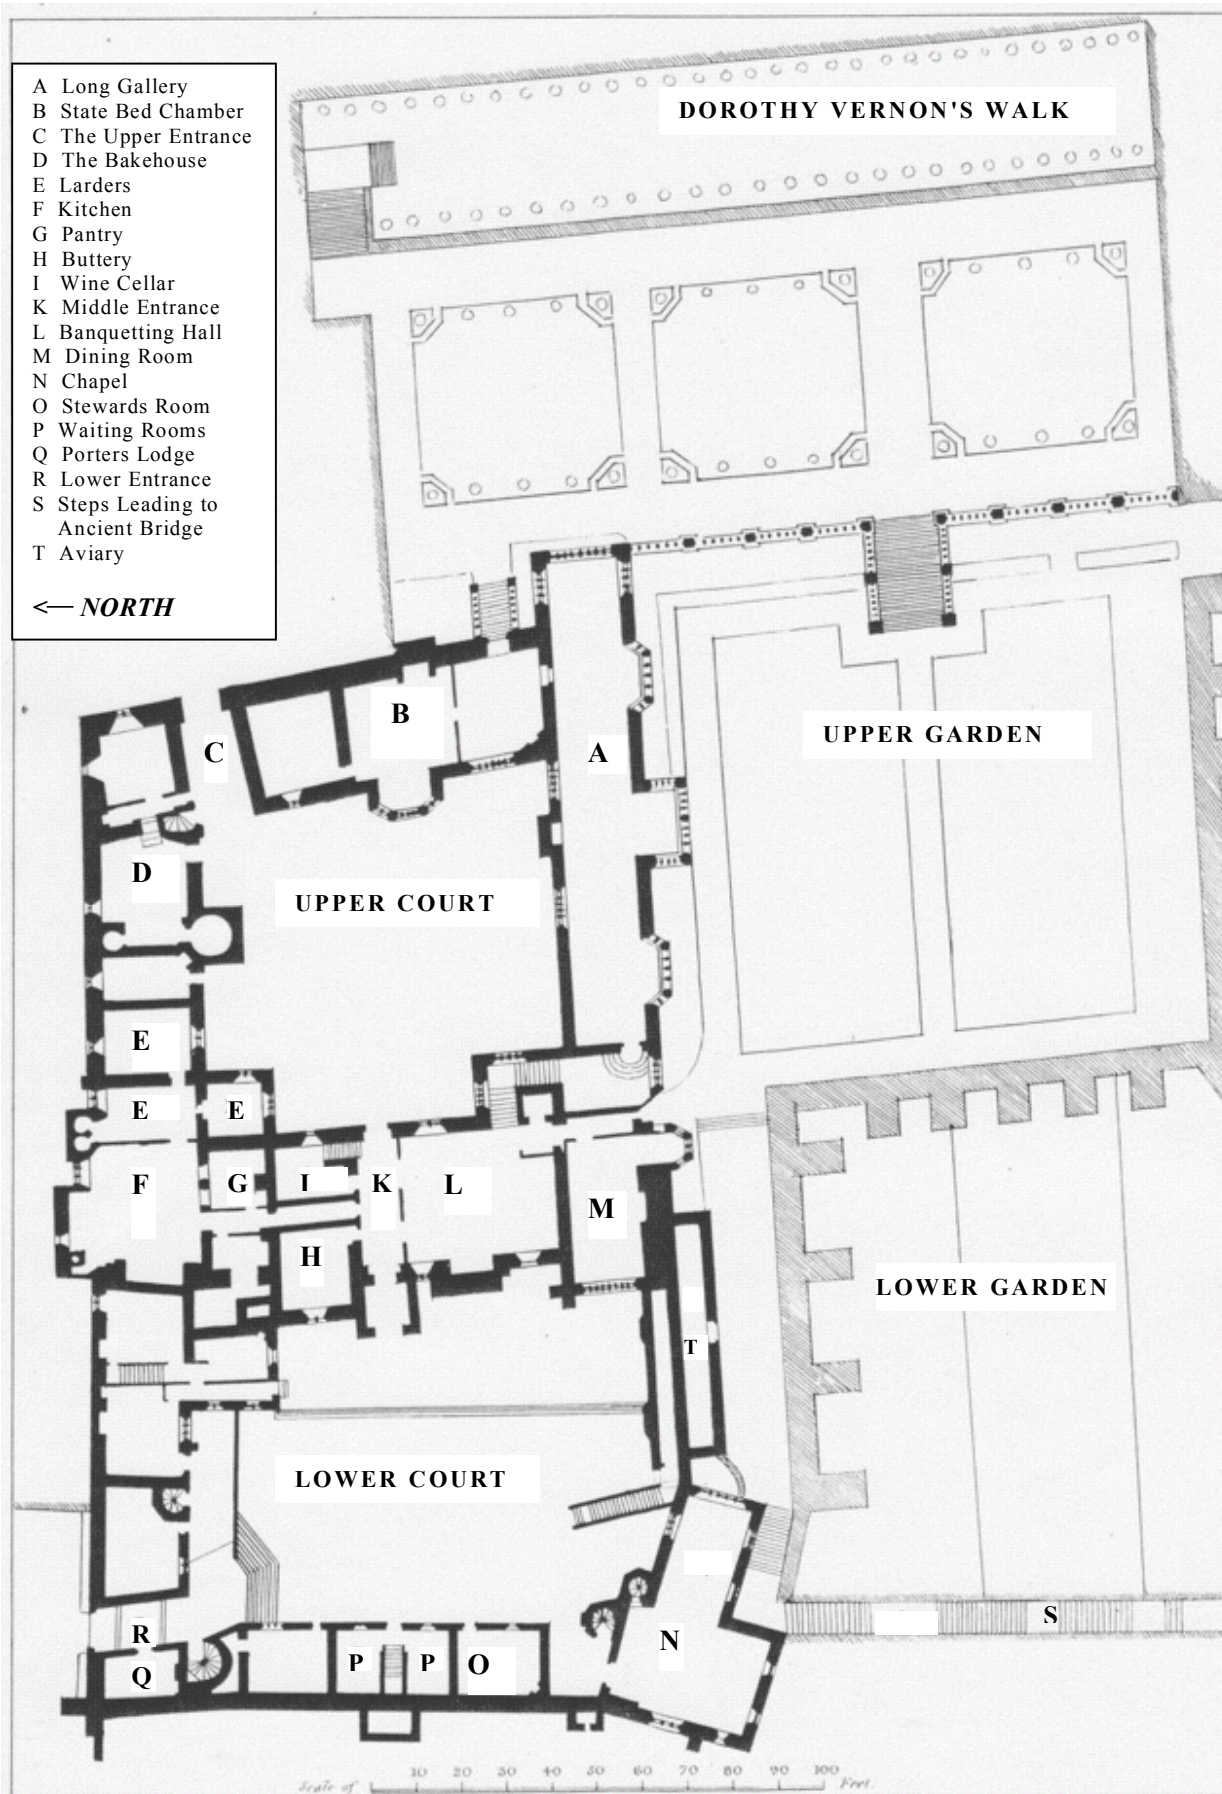 A Long Gallery
B State Bed Chamber
C The Upper Entrance
D The Bakehouse
E Larders
F Kitchen
G Pantry
H Buttery
I Wine Cellar
K Middle Entrance
L Banquetting Hall
M Dining Room
N Chapel
O Stewards Room
P Waiting Rooms
Q Porters Lodge
R Lower Entrance
S Steps Leading to
Ancient Bridge
T Aviary
<— NORTH
DOROTHY VERNON'S WALK
B
C
A
UPPER GARDEN
D
UPPER COURT
E
E
E
F
G
I
K
L
M
H
LOWER GARDEN
T
LOWER COURT
S
R
N
Q
P
P
O
Scale of 10 20 30 40 50 60 70 80 90 100 Feet.